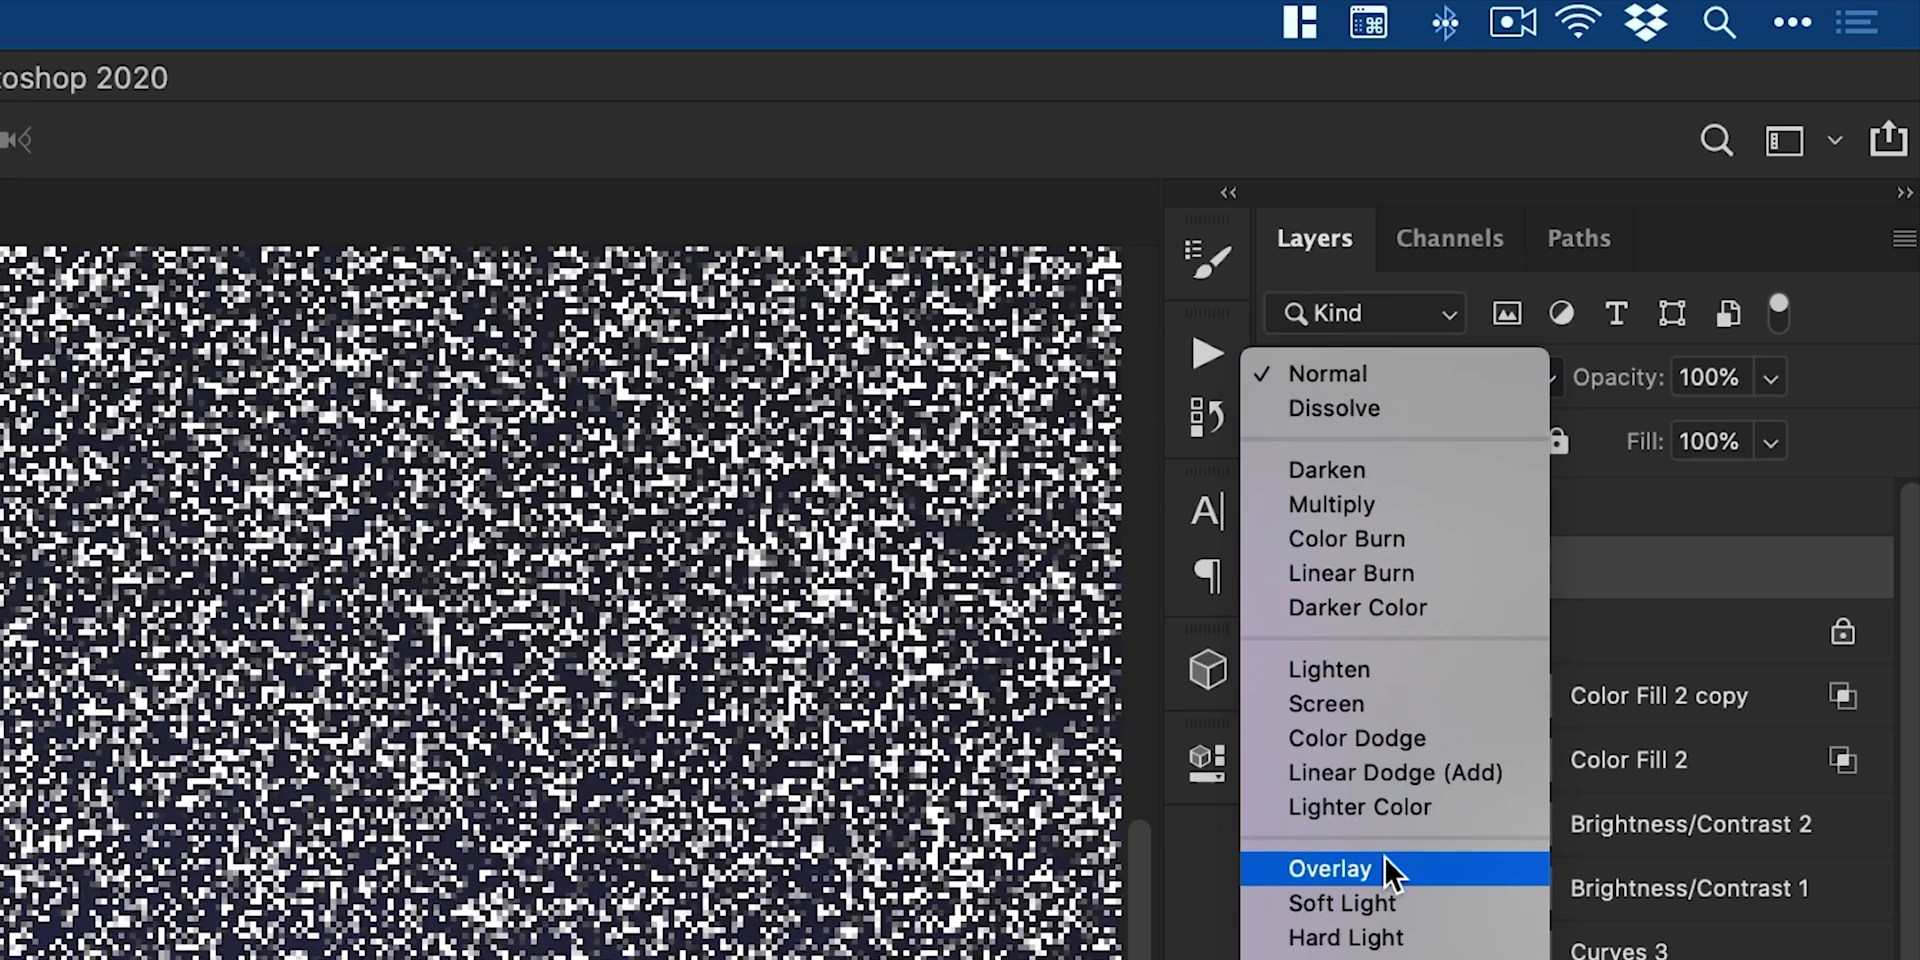 toshop 2020
Layers
Channels
Paths
Kind
Normal
Opacity: 100%
Dissolve
Fill: 100%
Darken
Multiply
Color Burn
Linear Burn
Darker Color
Lighten
Screen
Color Dodge
Linear Dodge (Add)
Lighter Color
Overlay
Soft Light
Hard Light
Color Fill 2 copy
Color Fill 2
Brightness/Contrast 2
Brightness/Contrast 1
Curves 3